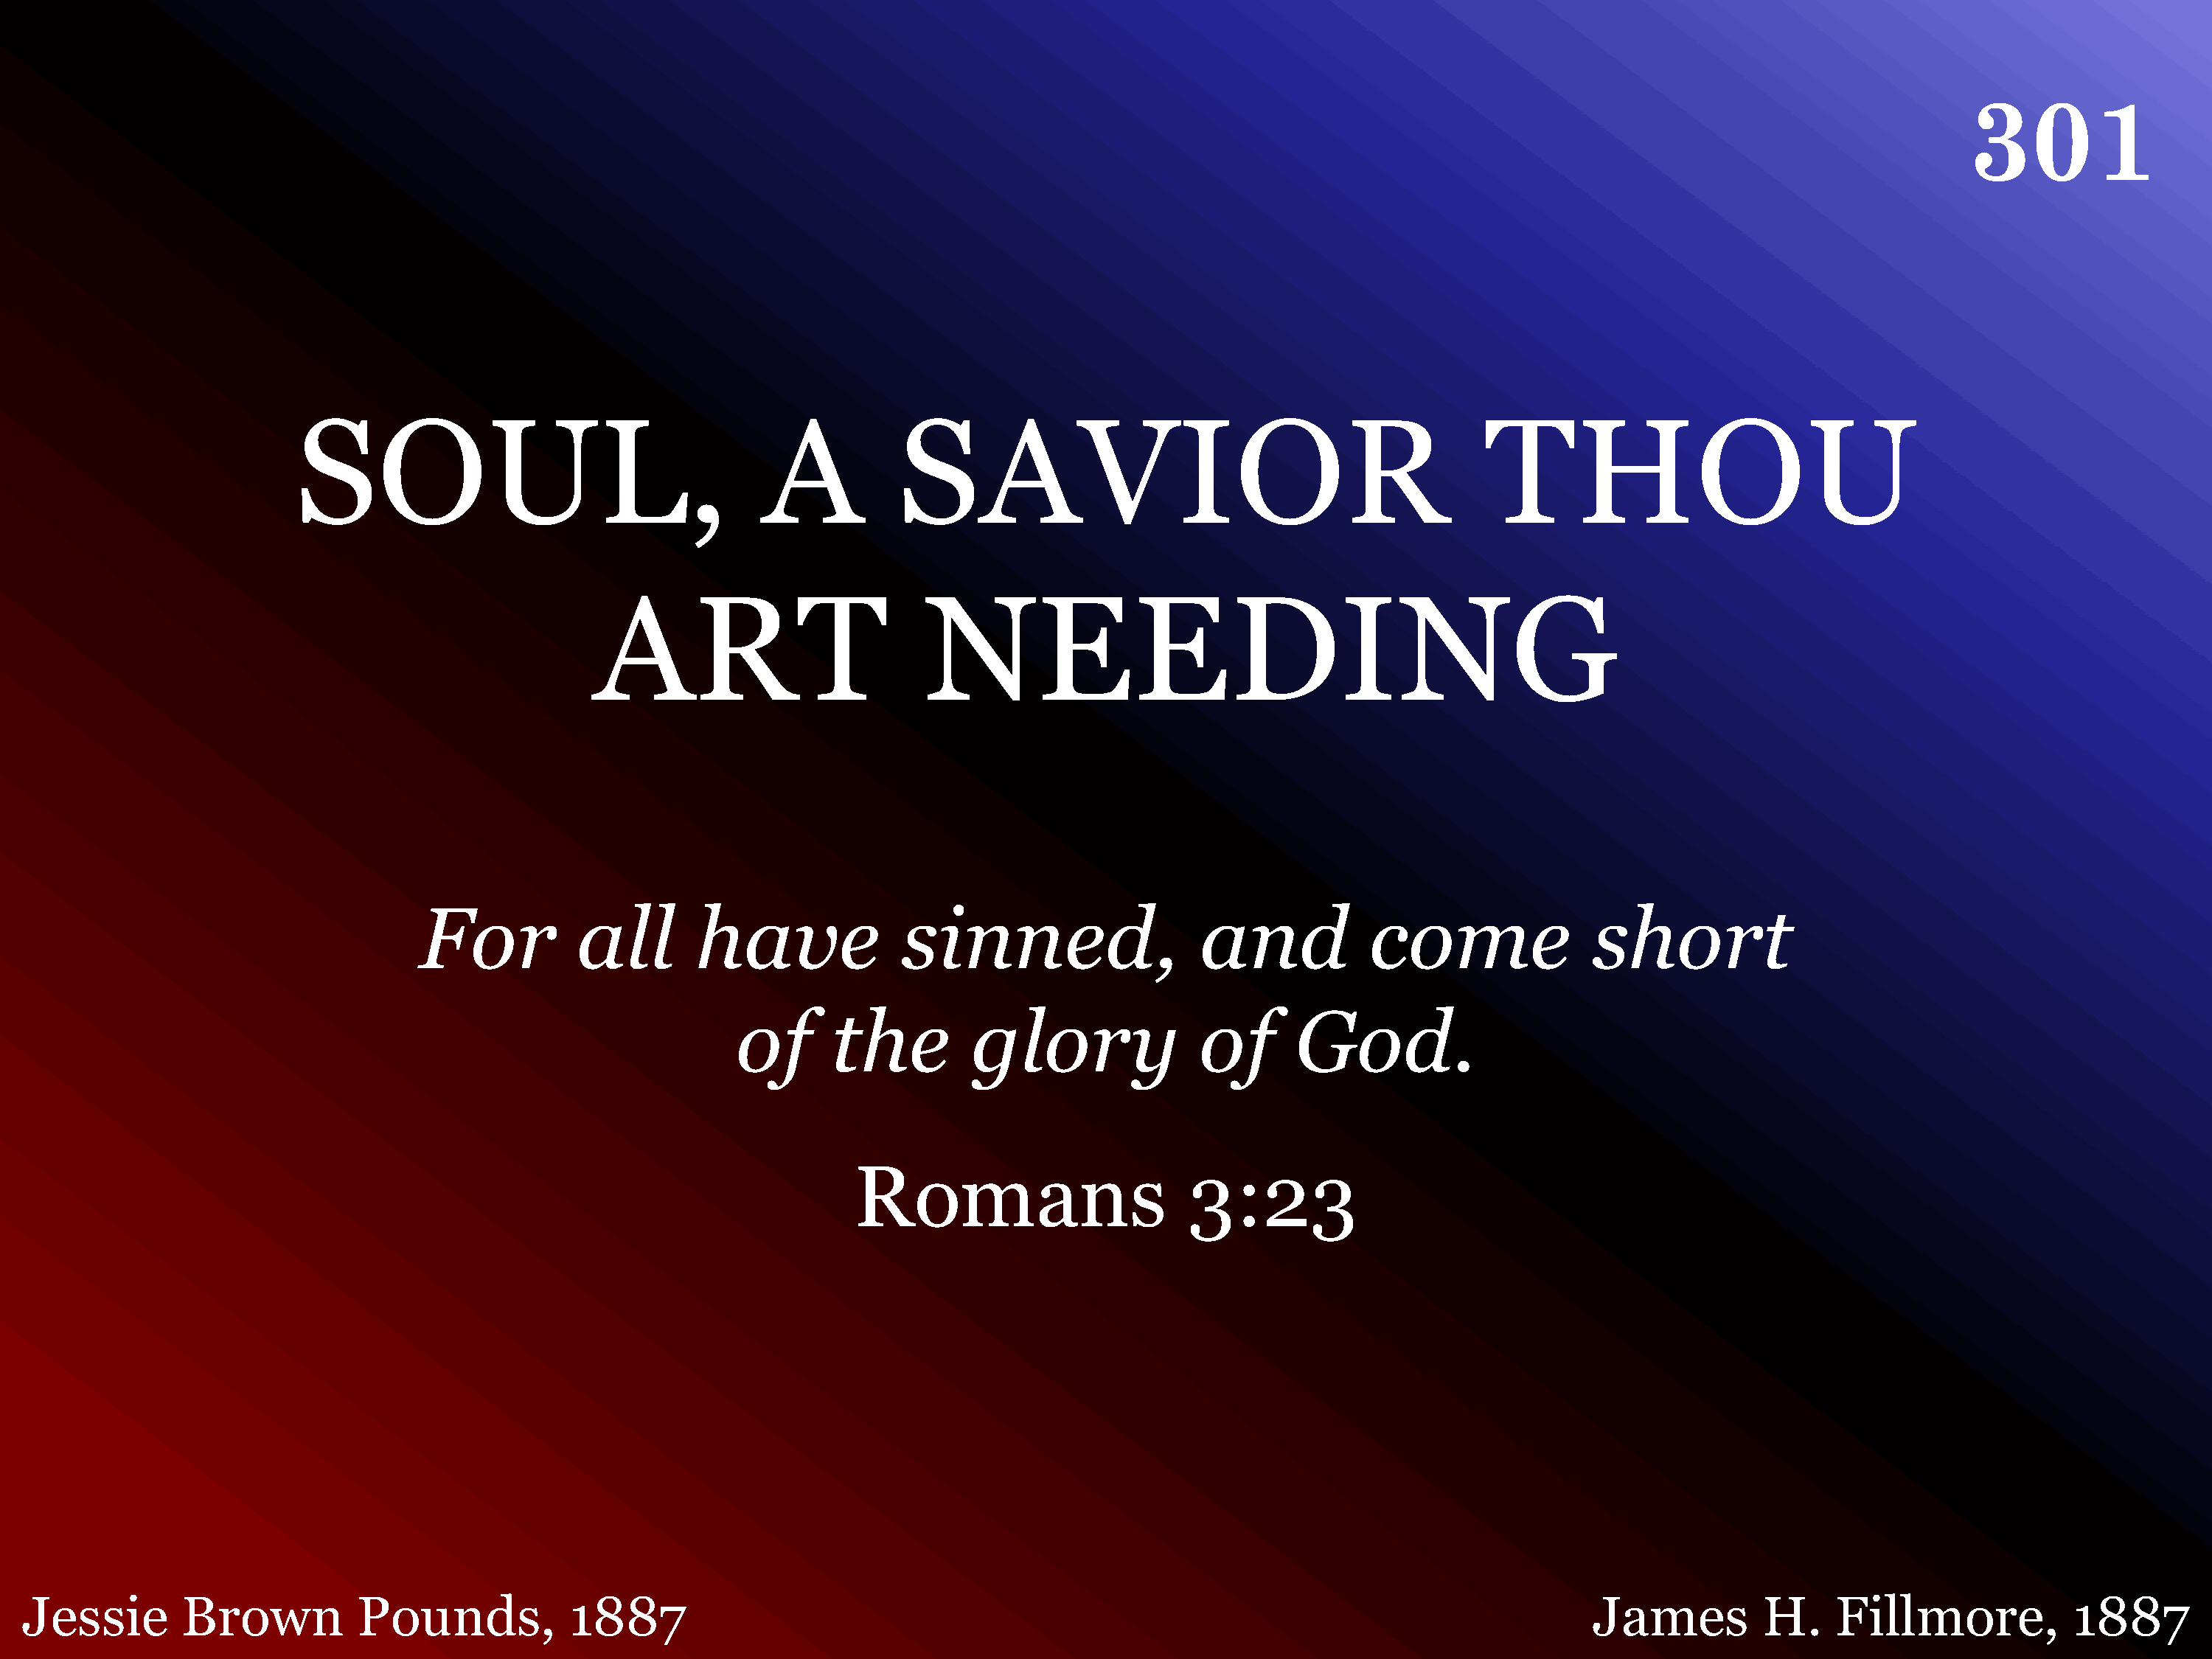 301
SOUL, A SAVIOR THOU
ART NEEDING
For all have sinned, and come short
of the glory of God.
Romans 3:23
Jessie Brown Pounds, 1887
James H. Fillmore, 1887